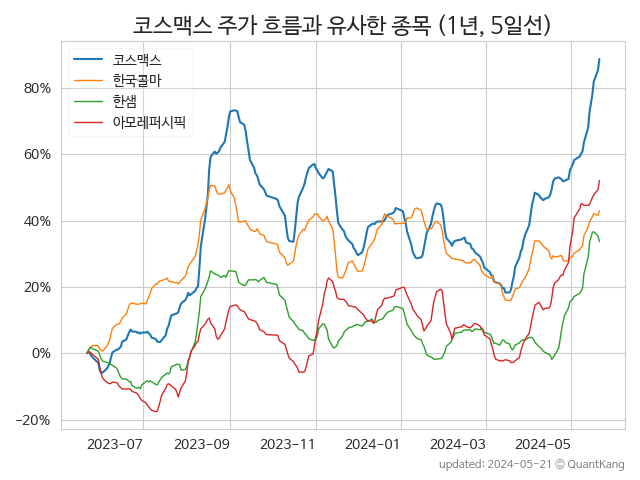 코스맥스 주가 흐름과 유사한 종목 (1년, 5일선)
코스맥스
한국콜마
한샘
아모레퍼시픽
80%
60%
40%
20%
0%
−20%
2023-07
2023-09
2023-11
2024-01
2024-03
2024-05
updated: 2024-05-21 © QuantKang